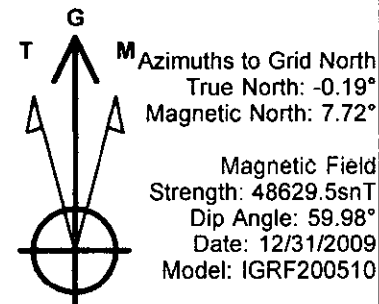 G
T M
Azimuths to Grid North
True North: -0.19°
Magnetic North: 7.72°
Magnetic Field
Strength: 48629.5snT
Dip Angle: 59.98°
Date: 12/31/2009
Model: IGRF200510